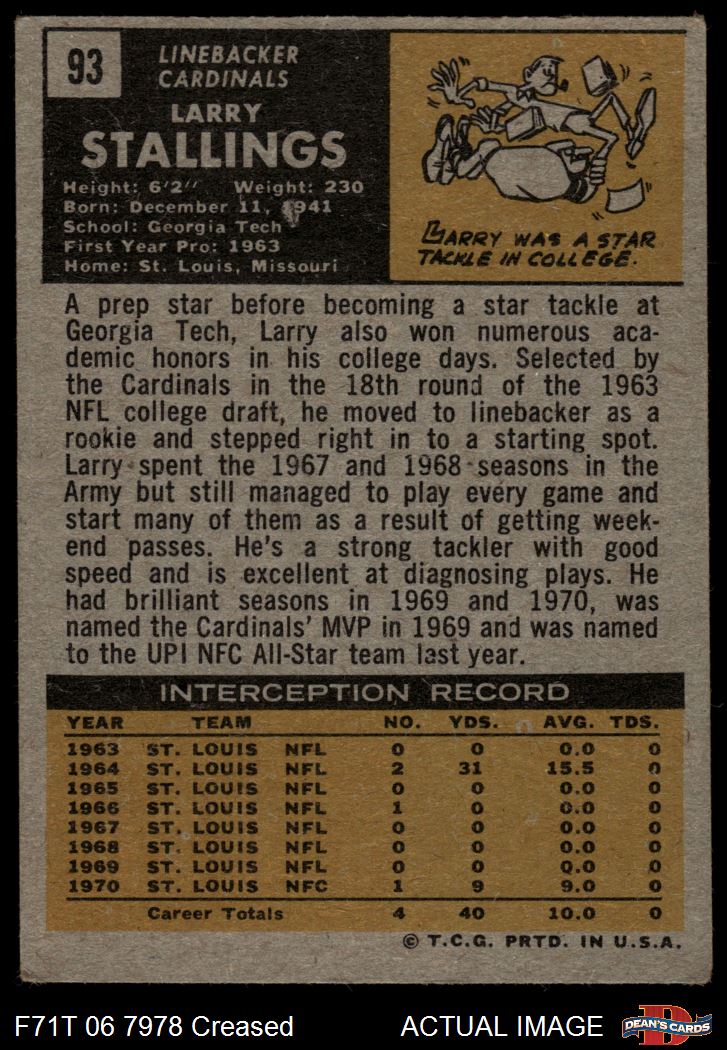 93
LINEBACKER
CARDINALS
LARRY
STALLINGS
Height: 6'2" Weight: 230
Born: December 11, 1941
School: Georgia Tech
First Year Pro: 1963
Home: St. Louis, Missouri
LARRY WAS A STAR
TACKLE IN COLLEGE.
A prep star before becoming a star tackle at
Georgia Tech, Larry also won numerous aca-
demic honors in his college days. Selected by
the Cardinals in the 18th round of the 1963
NFL college draft, he moved to linebacker as a
rookie and stepped right in to a starting spot.
Larry spent the 1967 and 1968 seasons in the
Army but still managed to play every game and
start many of them as a result of getting week-
end passes. He's a strong tackler with good
speed and is excellent at diagnosing plays. He
had brilliant seasons in 1969 and 1970, was
named the Cardinals' MVP in 1969 and was named
to the UPI NFC All-Star team last year.
INTERCEPTION RECORD
YEAR TEAM NO. YDS. AVG. TDS.
1963 ST. LOUIS NFL 0 0 0.0 0
1964 ST. LOUIS NFL 2 31 15.5 0
1965 ST. LOUIS NFL 0 0 0.0 0
1966 ST. LOUIS NFL 1 0 0.0 0
1967 ST. LOUIS NFL 0 0 0.0 0
1968 ST. LOUIS NFL 0 0 0.0 0
1969 ST. LOUIS NFL 0 0 0.0 0
1970 ST. LOUIS NFC 1 9 9.0 0
Career Totals 4 40 10.0 0
© T.C.G. PRTD. IN U.S.A.
F71T 06 7978 Creased ACTUAL IMAGE
D
DEAN'S CARDS